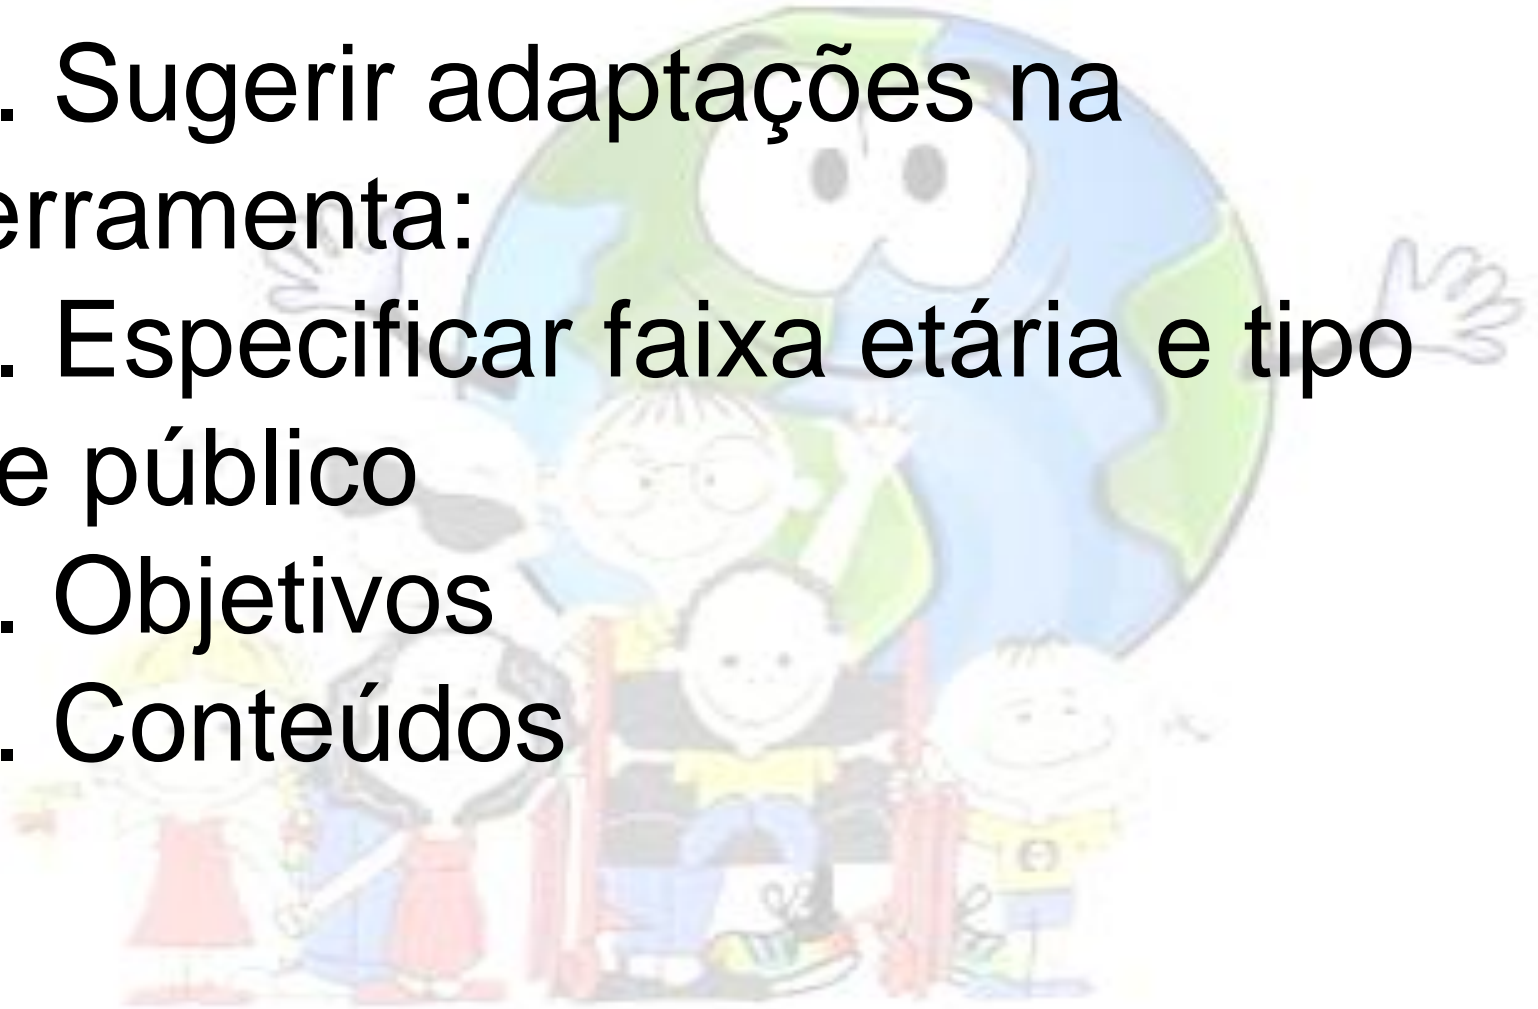 . Sugerir adaptações na
erramenta:
. Especificar faixa etária e tipo
e público
. Objetivos
. Conteúdos